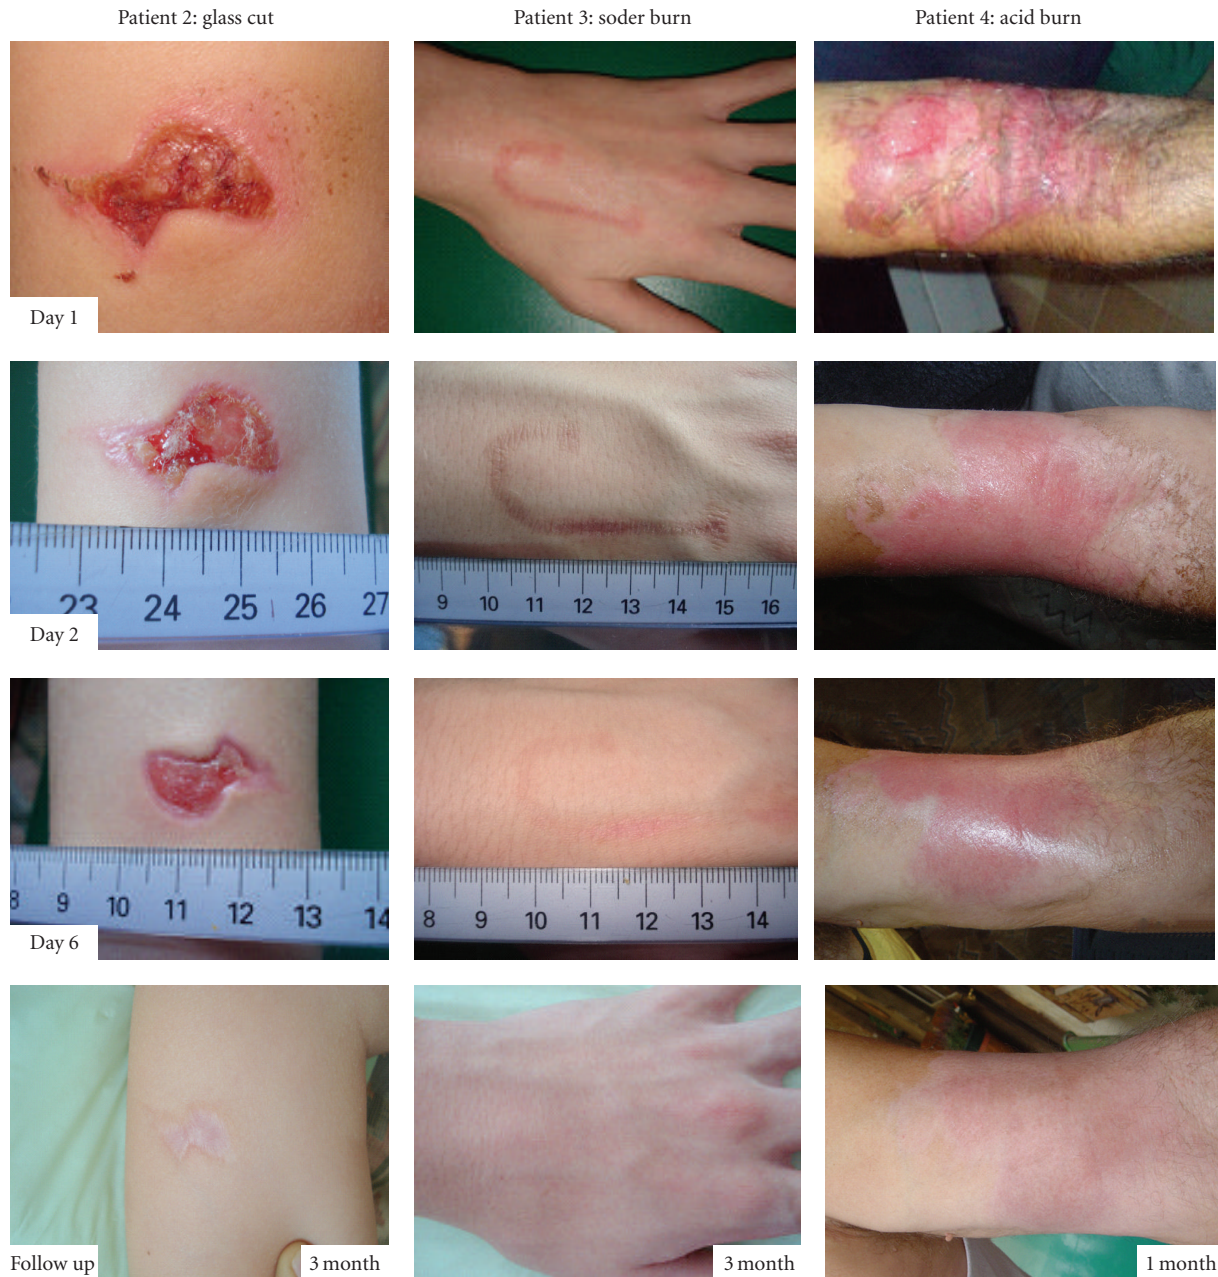 Patient 2: glass cut
Patient 3: soder burn
Patient 4: acid burn
Day 1
23 24 25 26 27
Day 2
9 10 11 12 13 14 15 16
8 9 10 11 12 13 14
Day 6
8 9 10 11 12 13 14
Follow up
3 month
3 month
1 month